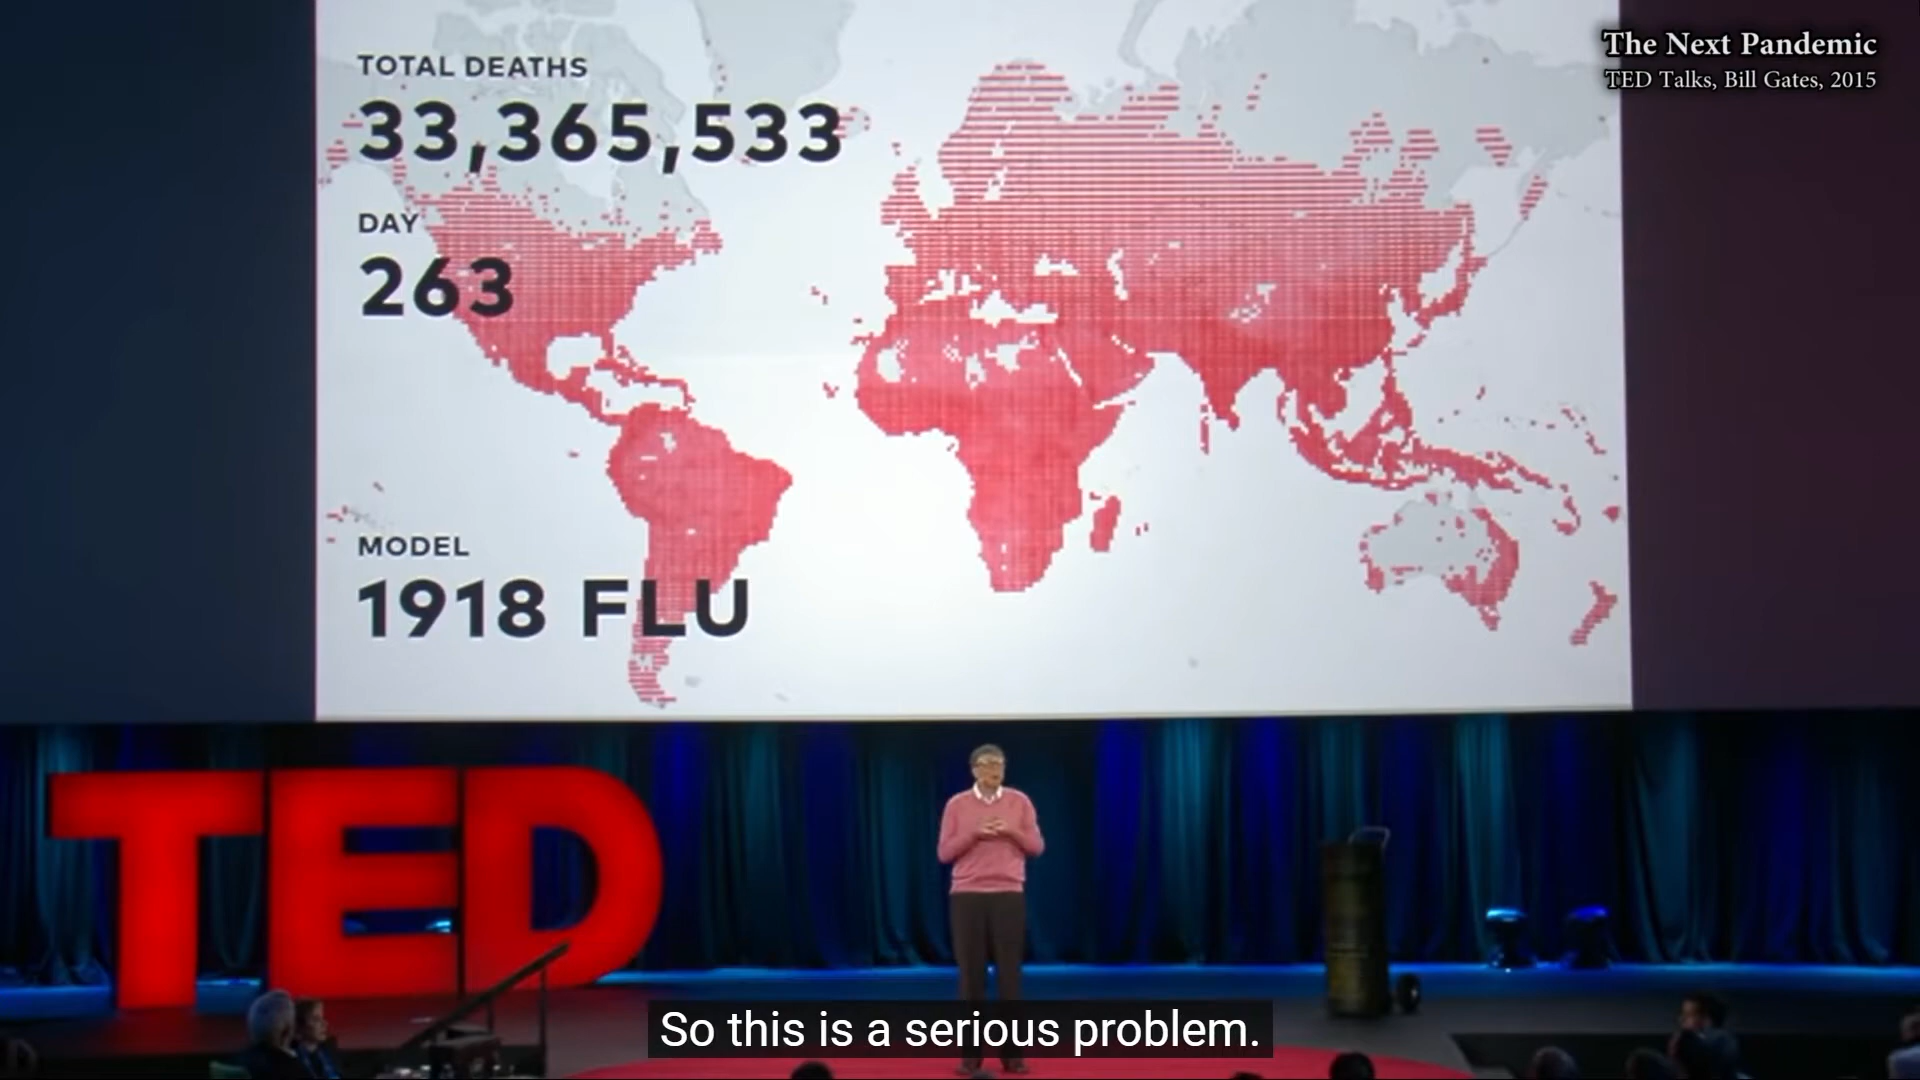 TOTAL DEATHS
33,365,533
DAY
263
MODEL
1918 FLU
The Next Pandemic
TED Talks, Bill Gates, 2015
TED
So this is a serious problem.